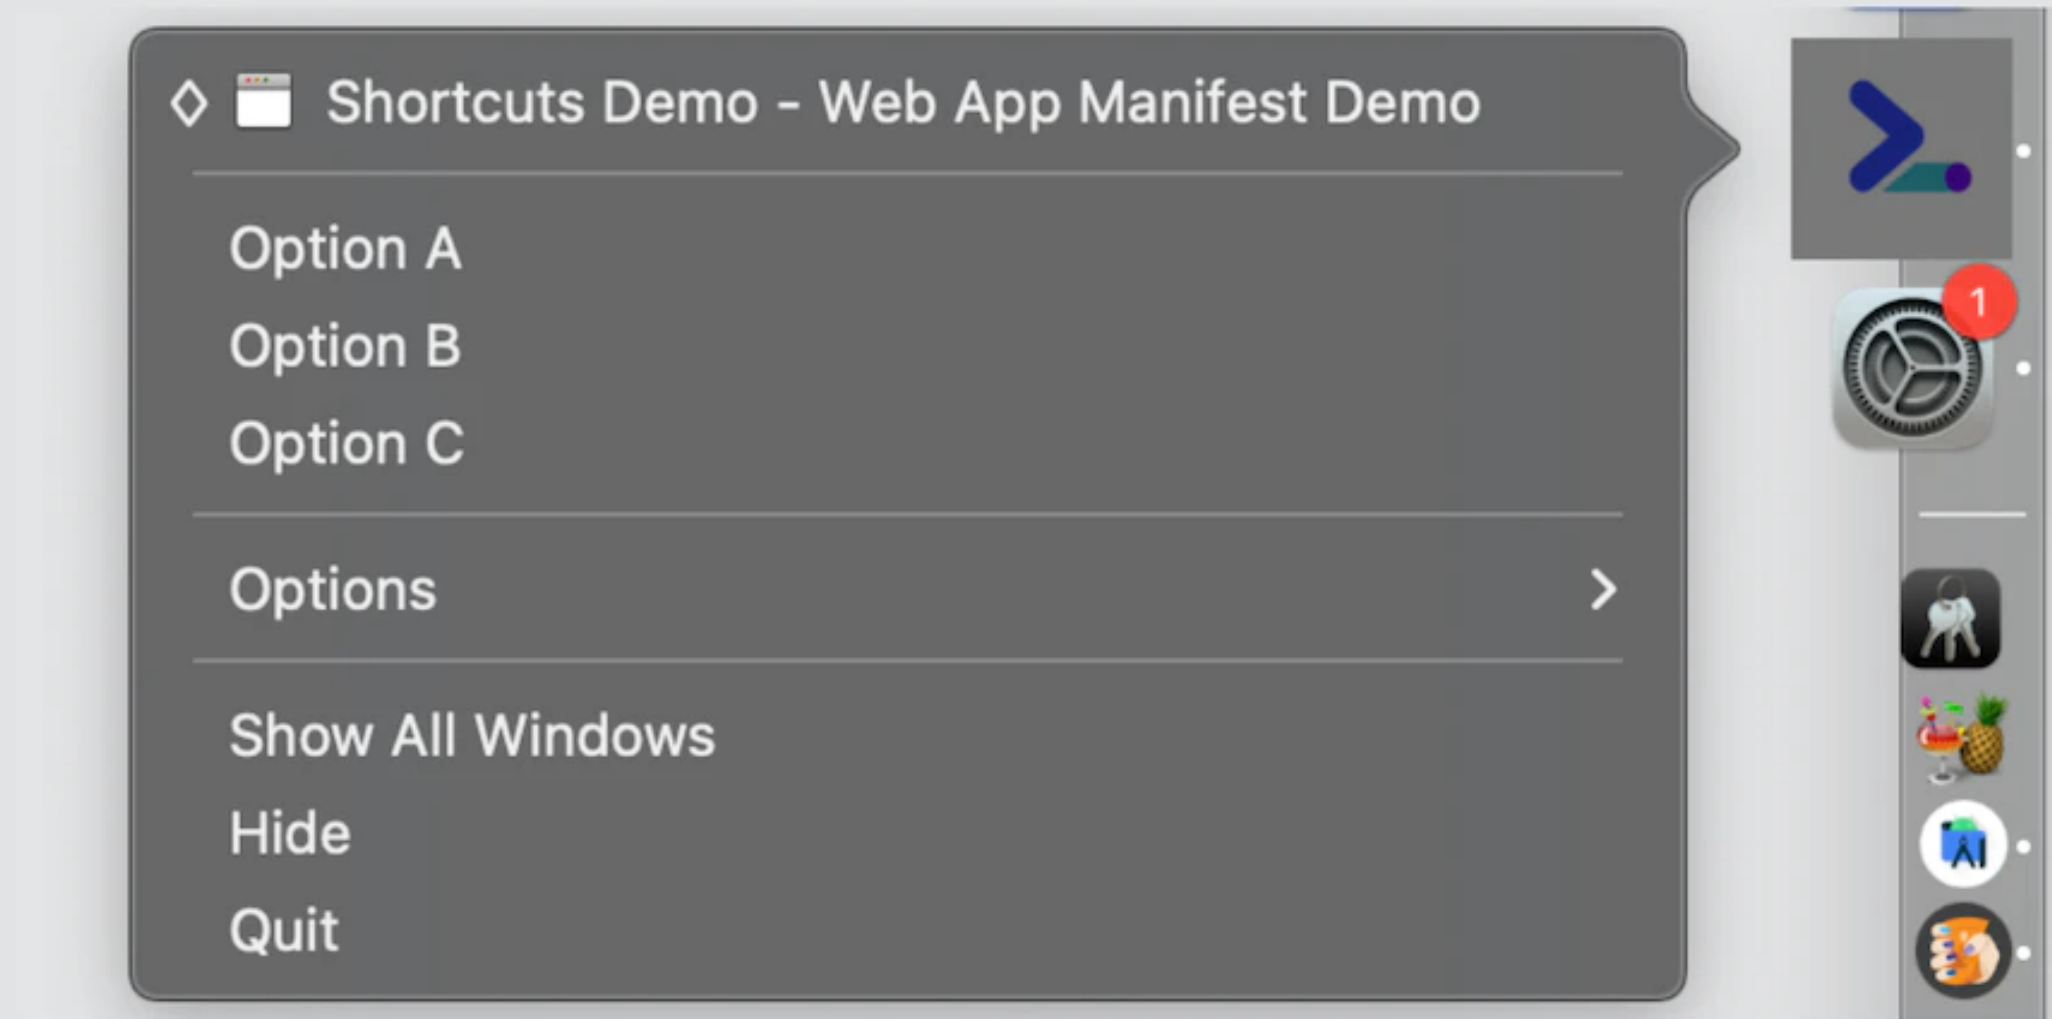 Shortcuts Demo - Web App Manifest Demo
Option A
Option B
Option C
Options
Show All Windows
Hide
Quit
1